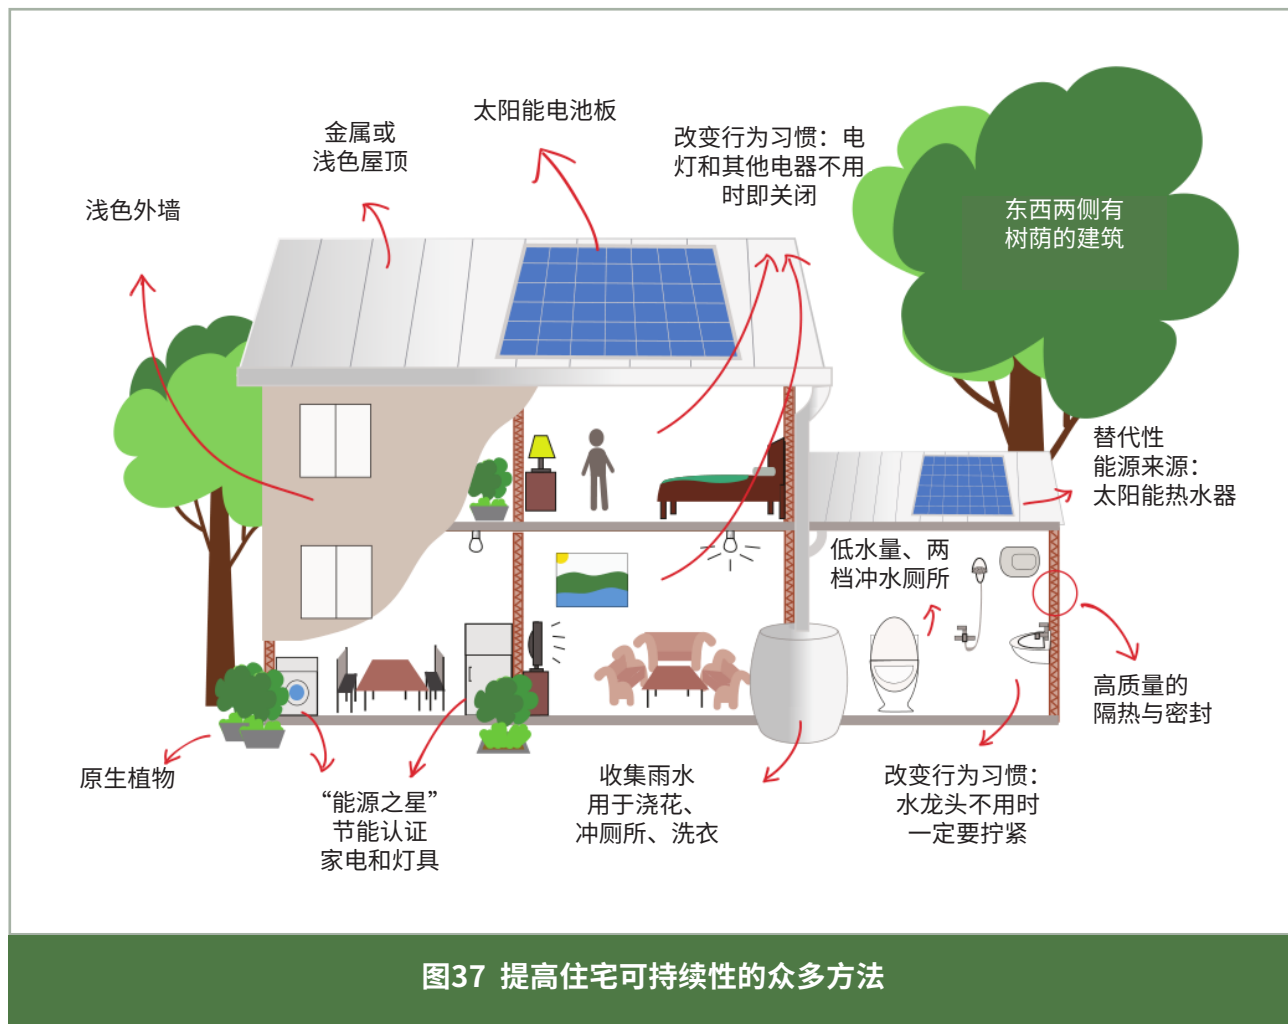 太阳能电池板
金属或
浅色屋顶
改变行为习惯：电
灯和其他电器不用
时即关闭
浅色外墙
东西两侧有
树荫的建筑
替代性
能源来源：
太阳能热水器
低水量、两
档冲水厕所
高质量的
隔热与密封
原生植物
“能源之星”
节能认证
家电和灯具
收集雨水
用于浇花、
冲厕所、洗衣
改变行为习惯：
水龙头不用时
一定要拧紧
图37 提高住宅可持续性的众多方法